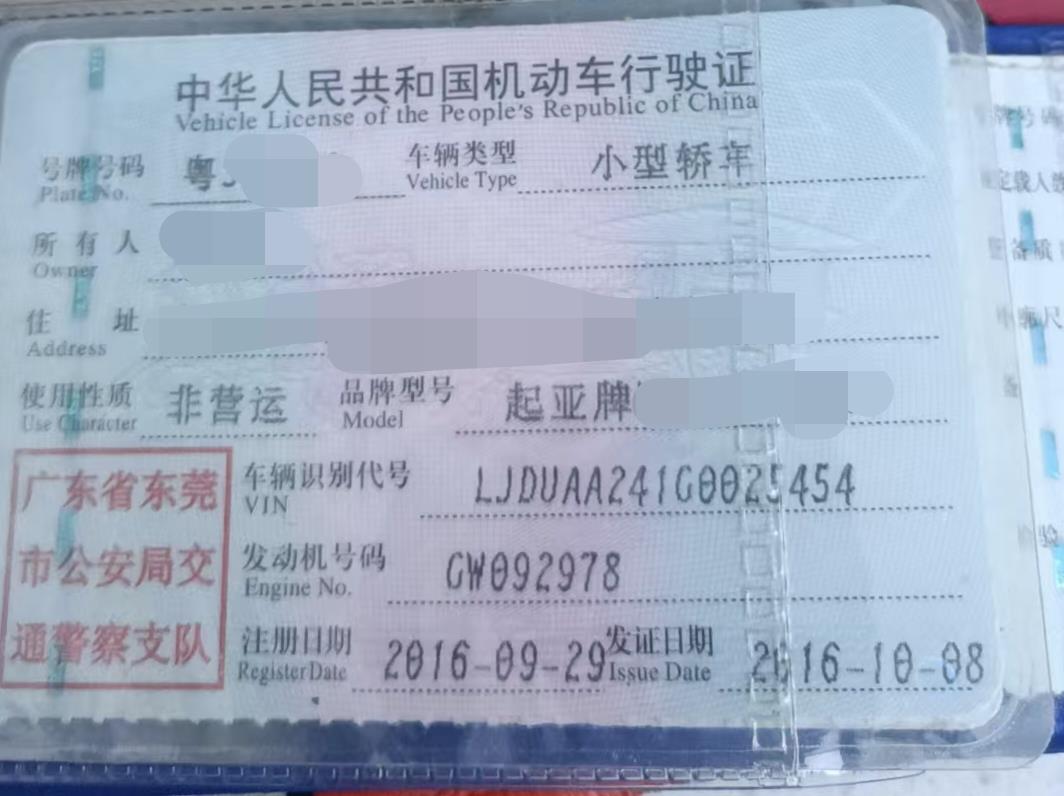 中华人民共和国机动车行驶证
Vehicle License of the People's Republic of China
号牌号码 粤 车辆类型 小型轿车
Plate No. Vehicle Type
所有人
Owner
住址
Address
使用性质 非营运 品牌型号 起亚牌
Use Character Model
车辆识别代号 LJDUAA241G0025454
VIN
发动机号码 GW092978
Engine No.
注册日期 2016-09-29 发证日期 2016-10-08
Register Date Issue Date
广东省东莞
市公安局交
通警察支队